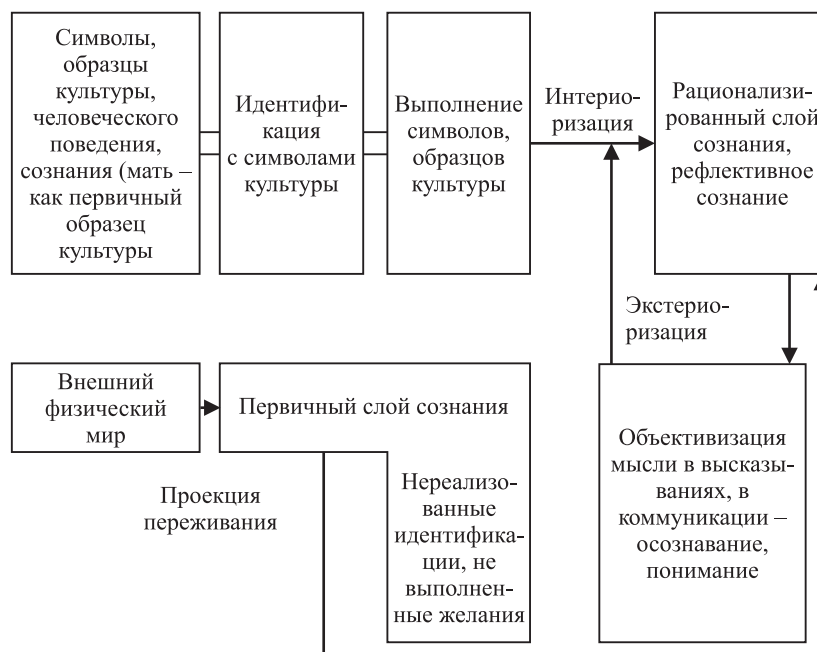 Символы,
образцы
культуры,
человеческого
поведения,
сознания (мать –
как первичный
образец
культуры
Идентифи-
кация
с символами
культуры
Выполнение
символов,
образцов
культуры
Интерио-
ризация
Рационализи-
рованный слой
сознания,
рефлективное
сознание
Экстерио-
ризация
Внешний
физический
мир
Первичный слой сознания
Проекция
переживания
Нереализо-
ванные
идентифика-
ции, не
выполнен-
ные желания
Объективизация
мысли в высказы-
ваниях, в
коммуникации –
осознавание,
понимание